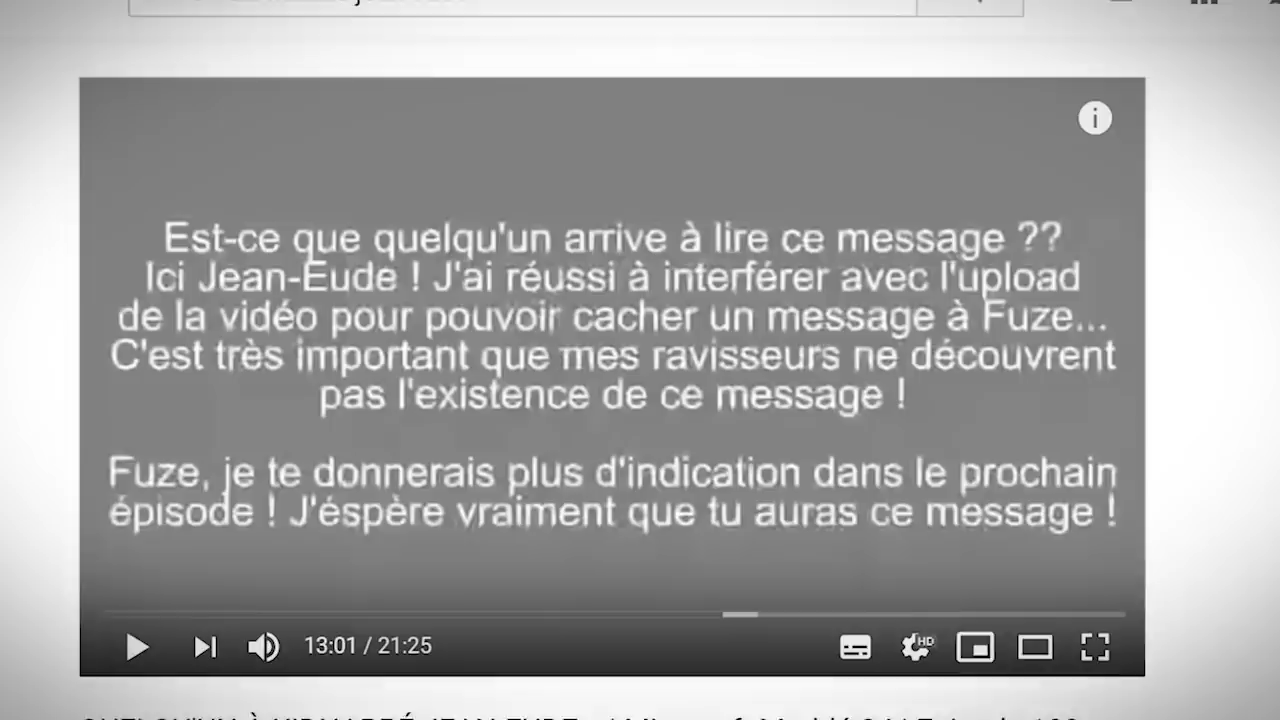 Est-ce que quelqu'un arrive à lire ce message ??
Ici Jean-Eude ! J'ai réussi à interférer avec l'upload
de la vidéo pour pouvoir cacher un message à Fuze...
C'est très important que mes ravisseurs ne découvrent
pas l'existence de ce message !
Fuze, je te donnerais plus d'indication dans le prochain
épisode ! J'éspère vraiment que tu auras ce message !
13:01 / 21:25
HD